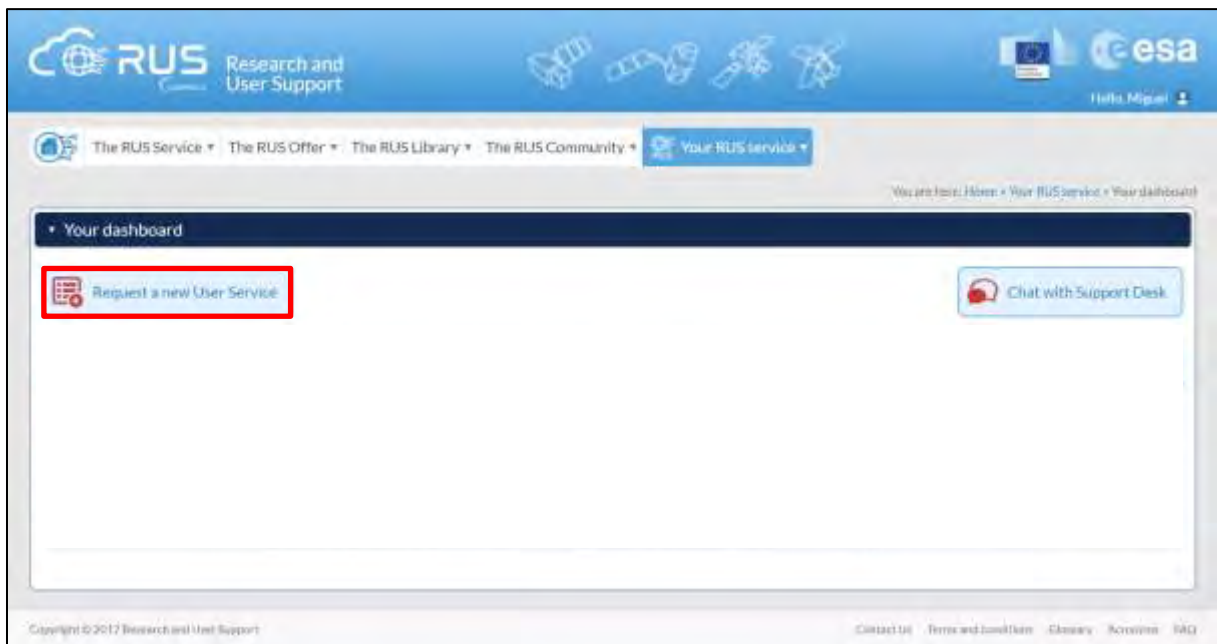 RUS Research and
Copernicus User Support
esa
Hello, Miguel
The RUS Service The RUS Offer The RUS Library The RUS Community Your RUS service
You are here: Home » Your RUS service » Your dashboard
Your dashboard
Request a new User Service
Chat with Support Desk
Copyright © 2017 Research and User Support
Contact Us Terms and conditions Glossary Acronyms FAQ